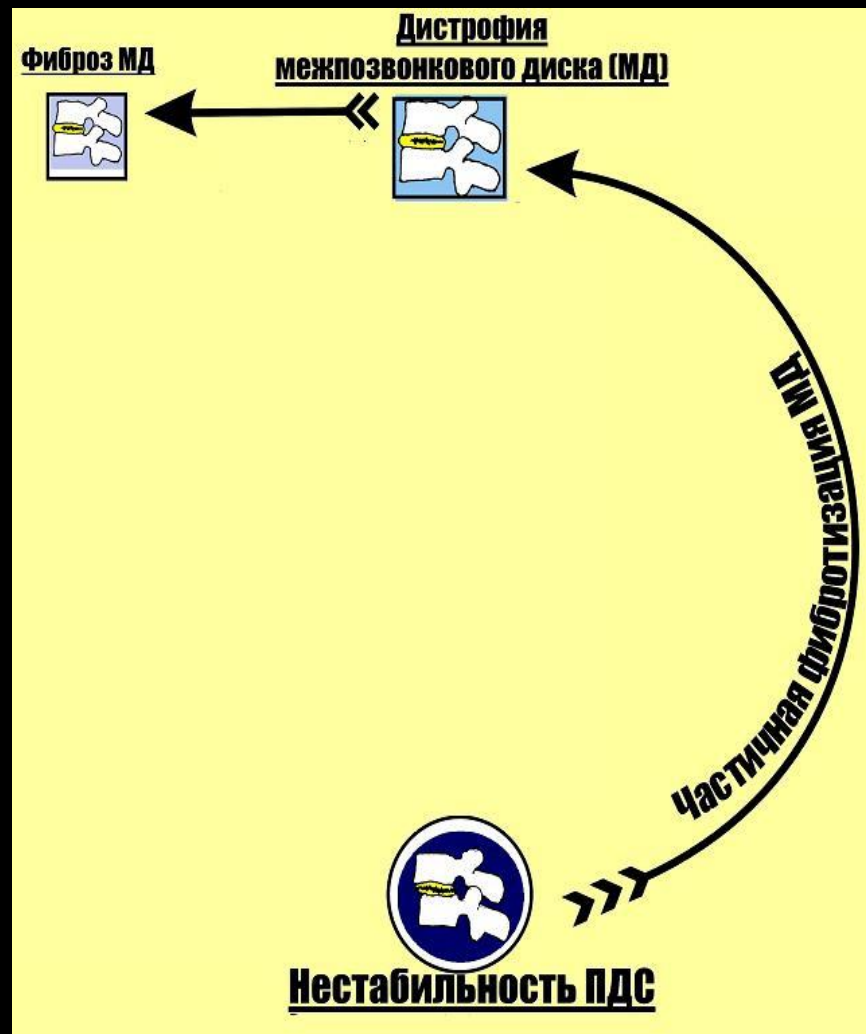 Фиброз МД
Дистрофия
межпозвонкового диска (МД)
Частичная фибротизация МД
Нестабильность ПДС